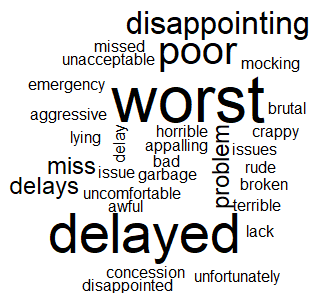 disappointing
missed poor
unacceptable mocking
emergency worst
aggressive brutal
lying delay horrible problem crappy
appalling issues
miss issue bad rude
delays garbage broken
uncomfortable
awful terrible
delayed lack
concession unfortunately
disappointed